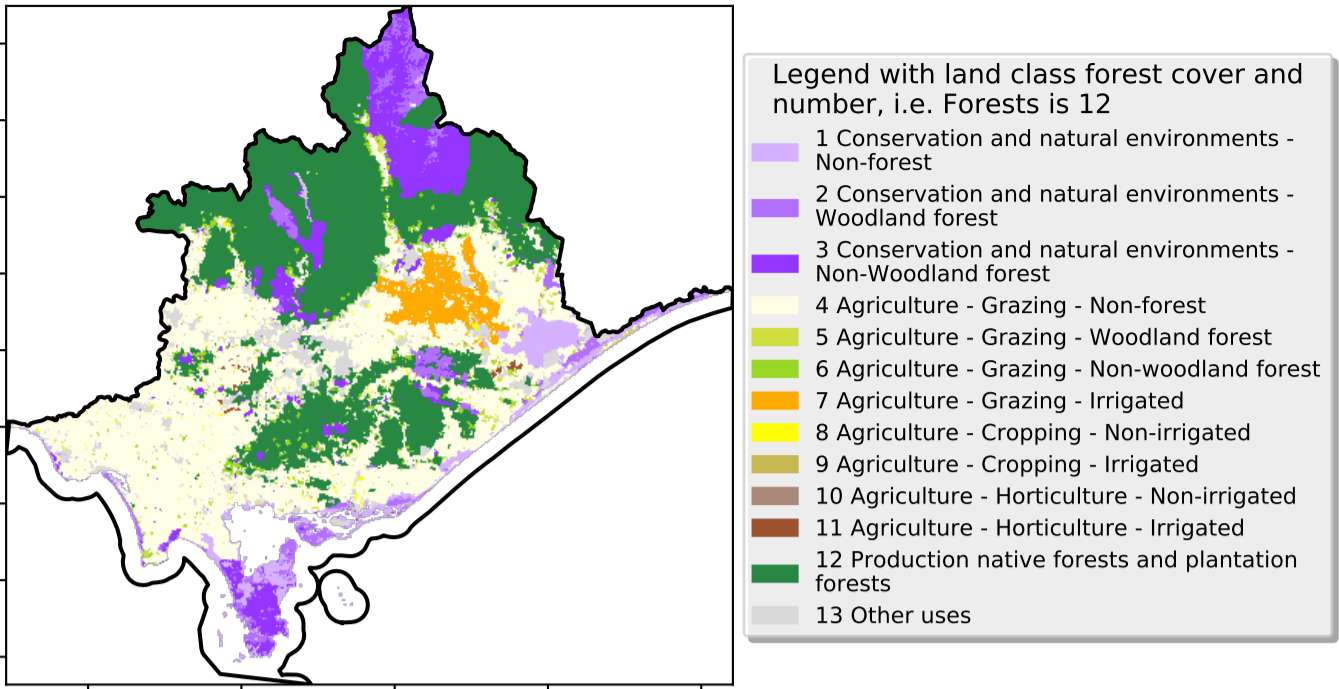 Legend with land class forest cover and
number, i.e. Forests is 12
1 Conservation and natural environments -
Non-forest
2 Conservation and natural environments -
Woodland forest
3 Conservation and natural environments -
Non-Woodland forest
4 Agriculture - Grazing - Non-forest
5 Agriculture - Grazing - Woodland forest
6 Agriculture - Grazing - Non-woodland forest
7 Agriculture - Grazing - Irrigated
8 Agriculture - Cropping - Non-irrigated
9 Agriculture - Cropping - Irrigated
10 Agriculture - Horticulture - Non-irrigated
11 Agriculture - Horticulture - Irrigated
12 Production native forests and plantation
forests
13 Other uses